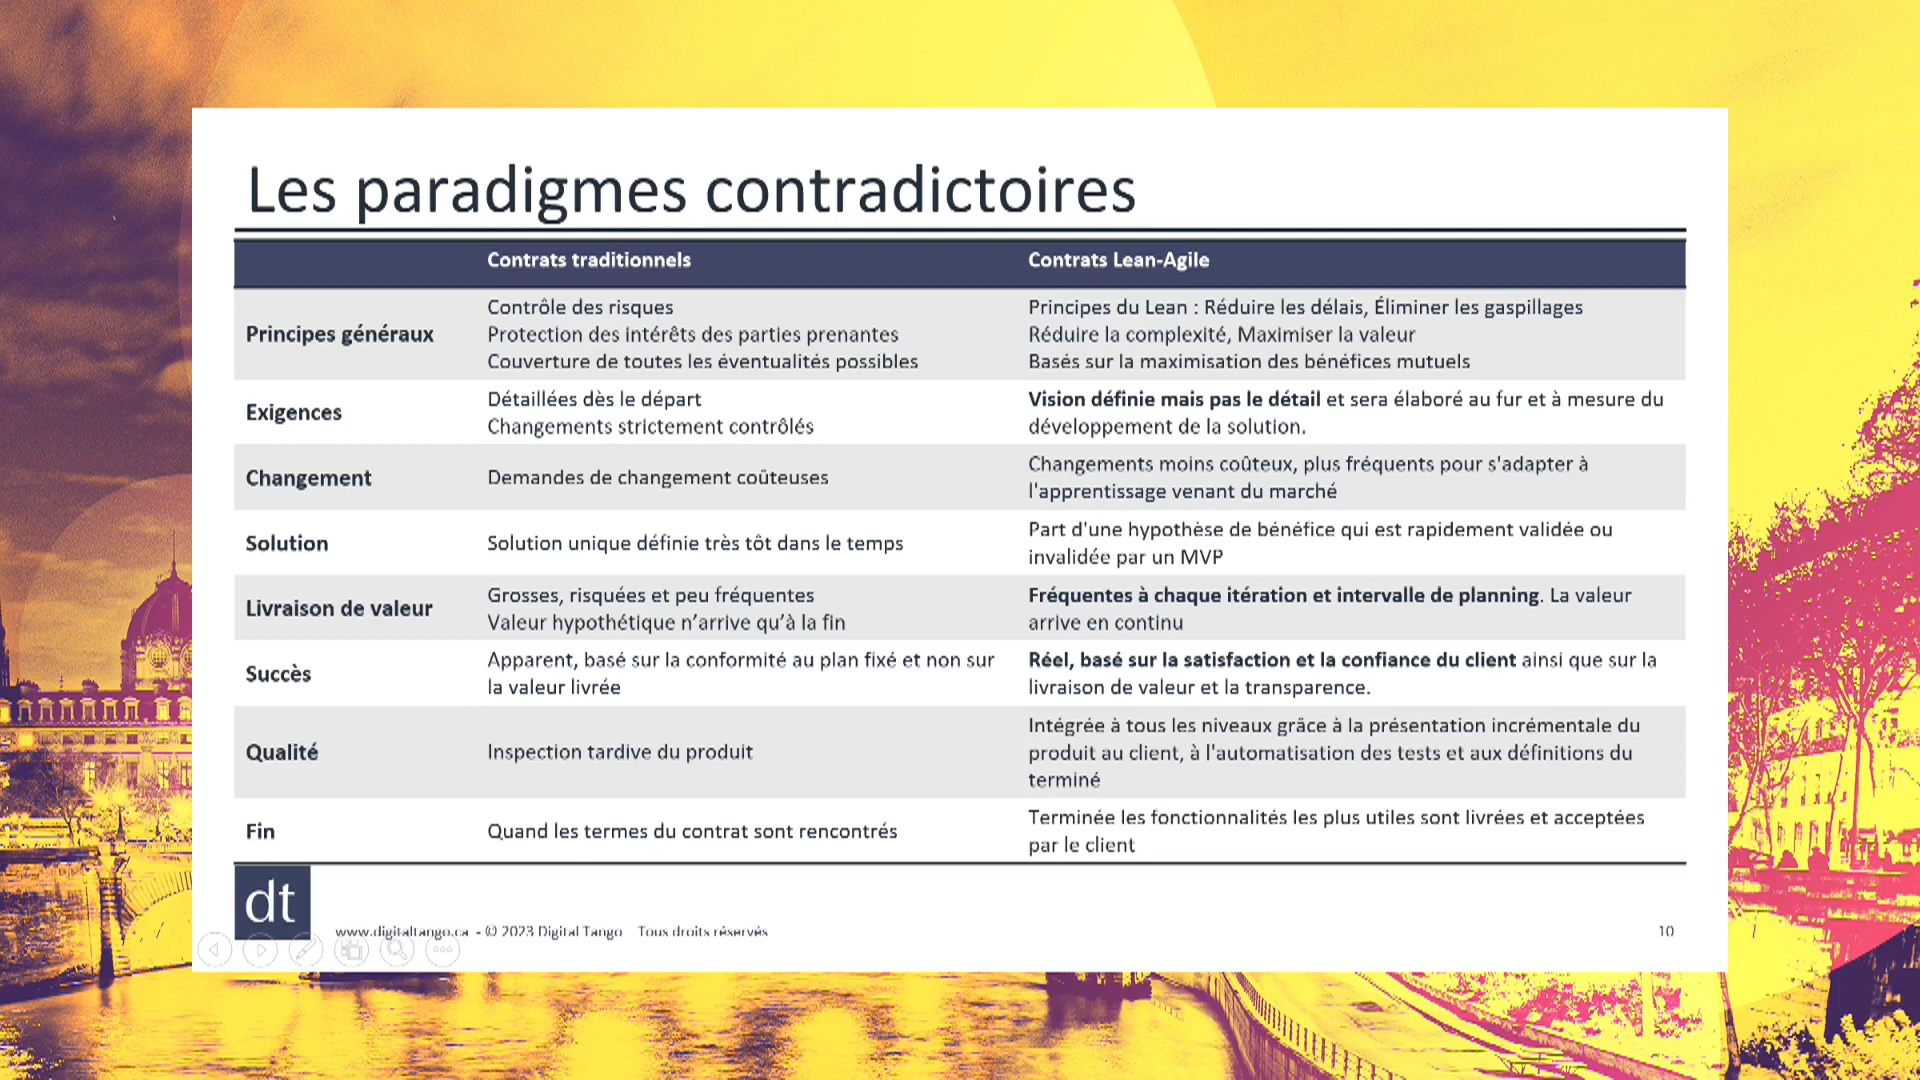 Les paradigmes contradictoires
Contrats traditionnels
Contrats Lean-Agile
Principes généraux
Contrôle des risques
Protection des intérêts des parties prenantes
Couverture de toutes les éventualités possibles
Principes du Lean : Réduire les délais, Éliminer les gaspillages
Réduire la complexité, Maximiser la valeur
Basés sur la maximisation des bénéfices mutuels
Exigences
Détaillées dès le départ
Changements strictement contrôlés
Vision définie mais pas le détail et sera élaboré au fur et à mesure du
développement de la solution.
Changement
Demandes de changement coûteuses
Changements moins coûteux, plus fréquents pour s'adapter à
l'apprentissage venant du marché
Solution
Solution unique définie très tôt dans le temps
Part d'une hypothèse de bénéfice qui est rapidement validée ou
invalidée par un MVP
Livraison de valeur
Grosses, risquées et peu fréquentes
Valeur hypothétique n’arrive qu’à la fin
Fréquentes à chaque itération et intervalle de planning. La valeur
arrive en continu
Succès
Apparent, basé sur la conformité au plan fixé et non sur
la valeur livrée
Réel, basé sur la satisfaction et la confiance du client ainsi que sur la
livraison de valeur et la transparence.
Qualité
Inspection tardive du produit
Intégrée à tous les niveaux grâce à la présentation incrémentale du
produit au client, à l'automatisation des tests et aux définitions du
terminé
Fin
Quand les termes du contrat sont rencontrés
Terminée les fonctionnalités les plus utiles sont livrées et acceptées
par le client
dt
www.digitaltango.ca - © 2023 Digital Tango Tous droits réservés
10